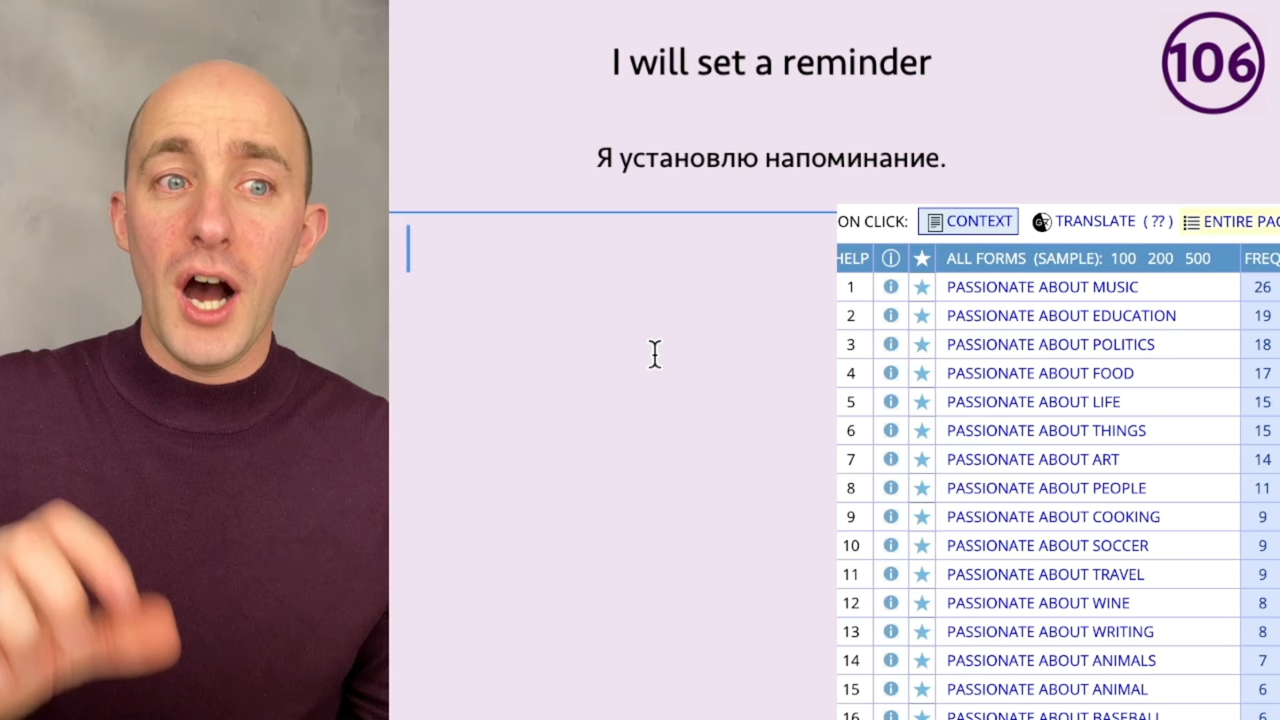 I will set a reminder
106
Я установлю напоминание.
ON CLICK: CONTEXT TRANSLATE ( ?? ) ENTIRE PAG
HELP ALL FORMS (SAMPLE): 100 200 500 FREQ
1 PASSIONATE ABOUT MUSIC 26
2 PASSIONATE ABOUT EDUCATION 19
3 PASSIONATE ABOUT POLITICS 18
4 PASSIONATE ABOUT FOOD 17
5 PASSIONATE ABOUT LIFE 15
6 PASSIONATE ABOUT THINGS 15
7 PASSIONATE ABOUT ART 14
8 PASSIONATE ABOUT PEOPLE 11
9 PASSIONATE ABOUT COOKING 9
10 PASSIONATE ABOUT SOCCER 9
11 PASSIONATE ABOUT TRAVEL 9
12 PASSIONATE ABOUT WINE 8
13 PASSIONATE ABOUT WRITING 8
14 PASSIONATE ABOUT ANIMALS 7
15 PASSIONATE ABOUT ANIMAL 6
16 PASSIONATE ABOUT BASEBALL 6